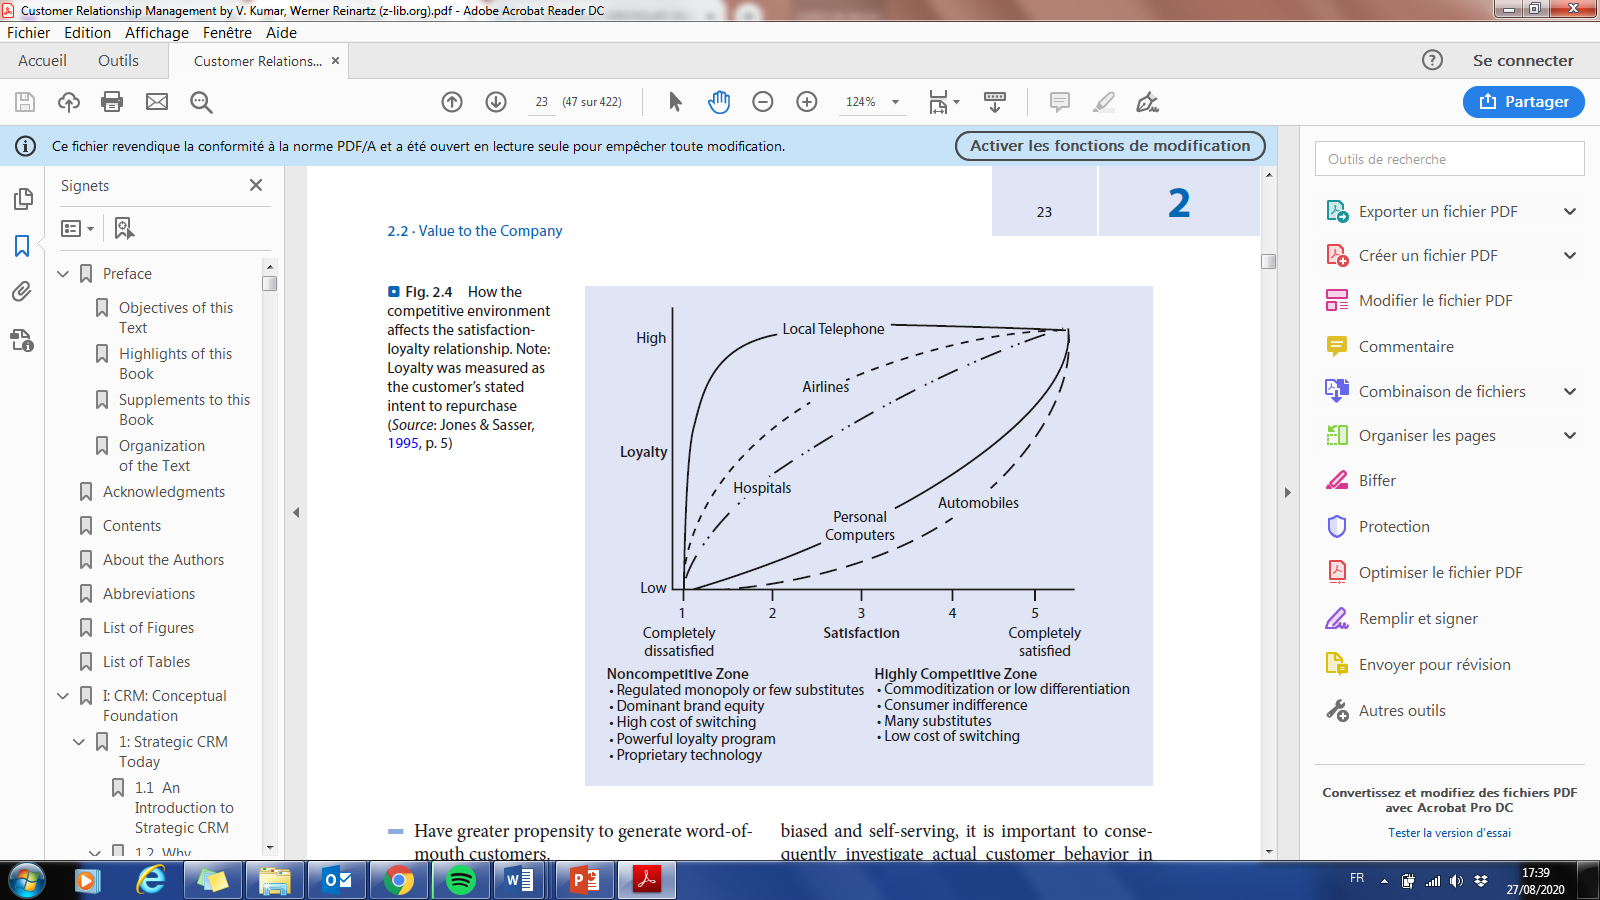 Customer Relationship Management by V. Kumar, Werner Reinartz (z-lib.org).pdf - Adobe Acrobat Reader DC
Fichier Edition Affichage Fenêtre Aide
Accueil Outils Customer Relations... × Se connecter
23 (47 sur 422) 124% Partager
Ce fichier revendique la conformité à la norme PDF/A et a été ouvert en lecture seule pour empêcher toute modification. Activer les fonctions de modification
Signets
Preface
Objectives of this
Text
Highlights of this
Book
Supplements to this
Book
Organization
of the Text
Acknowledgments
Contents
About the Authors
Abbreviations
List of Figures
List of Tables
I: CRM: Conceptual
Foundation
1: Strategic CRM
Today
1.1 An
Introduction to
Strategic CRM
1.2 Why
23 2
2.2 · Value to the Company
Fig. 2.4 How the
competitive environment
affects the satisfaction-
loyalty relationship. Note:
Loyalty was measured as
the customer's stated
intent to repurchase
(Source: Jones & Sasser,
1995, p. 5)
High
Local Telephone
Airlines
Loyalty
Hospitals
Automobiles
Personal
Computers
Low
1 2 3 4 5
Completely
dissatisfied
Satisfaction
Completely
satisfied
Noncompetitive Zone
• Regulated monopoly or few substitutes
• Dominant brand equity
• High cost of switching
• Powerful loyalty program
• Proprietary technology
Highly Competitive Zone
• Commoditization or low differentiation
• Consumer indifference
• Many substitutes
• Low cost of switching
Have greater propensity to generate word-of-
mouth customers.
biased and self-serving, it is important to conse-
quently investigate actual customer behavior in
Outils de recherche
Exporter un fichier PDF
Créer un fichier PDF
Modifier le fichier PDF
Commentaire
Combinaison de fichiers
Organiser les pages
Biffer
Protection
Optimiser le fichier PDF
Remplir et signer
Envoyer pour révision
Autres outils
Convertissez et modifiez des fichiers PDF
avec Acrobat Pro DC
Tester la version d'essai
FR
17:39
27/08/2020